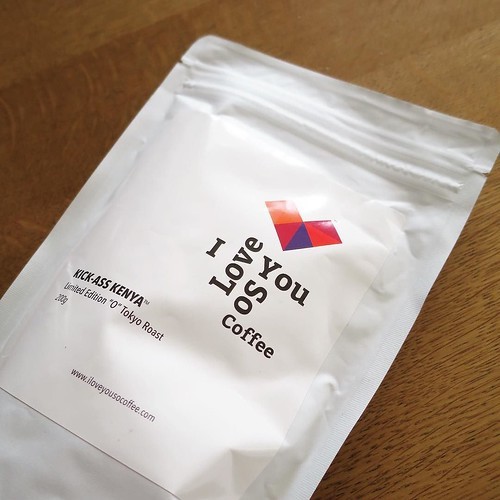 I
Love
You
SO
Coffee
KICK-ASS KENYA™
Limited Edition "O" Tokyo Roast
200g
www.iloveyousocoffee.com